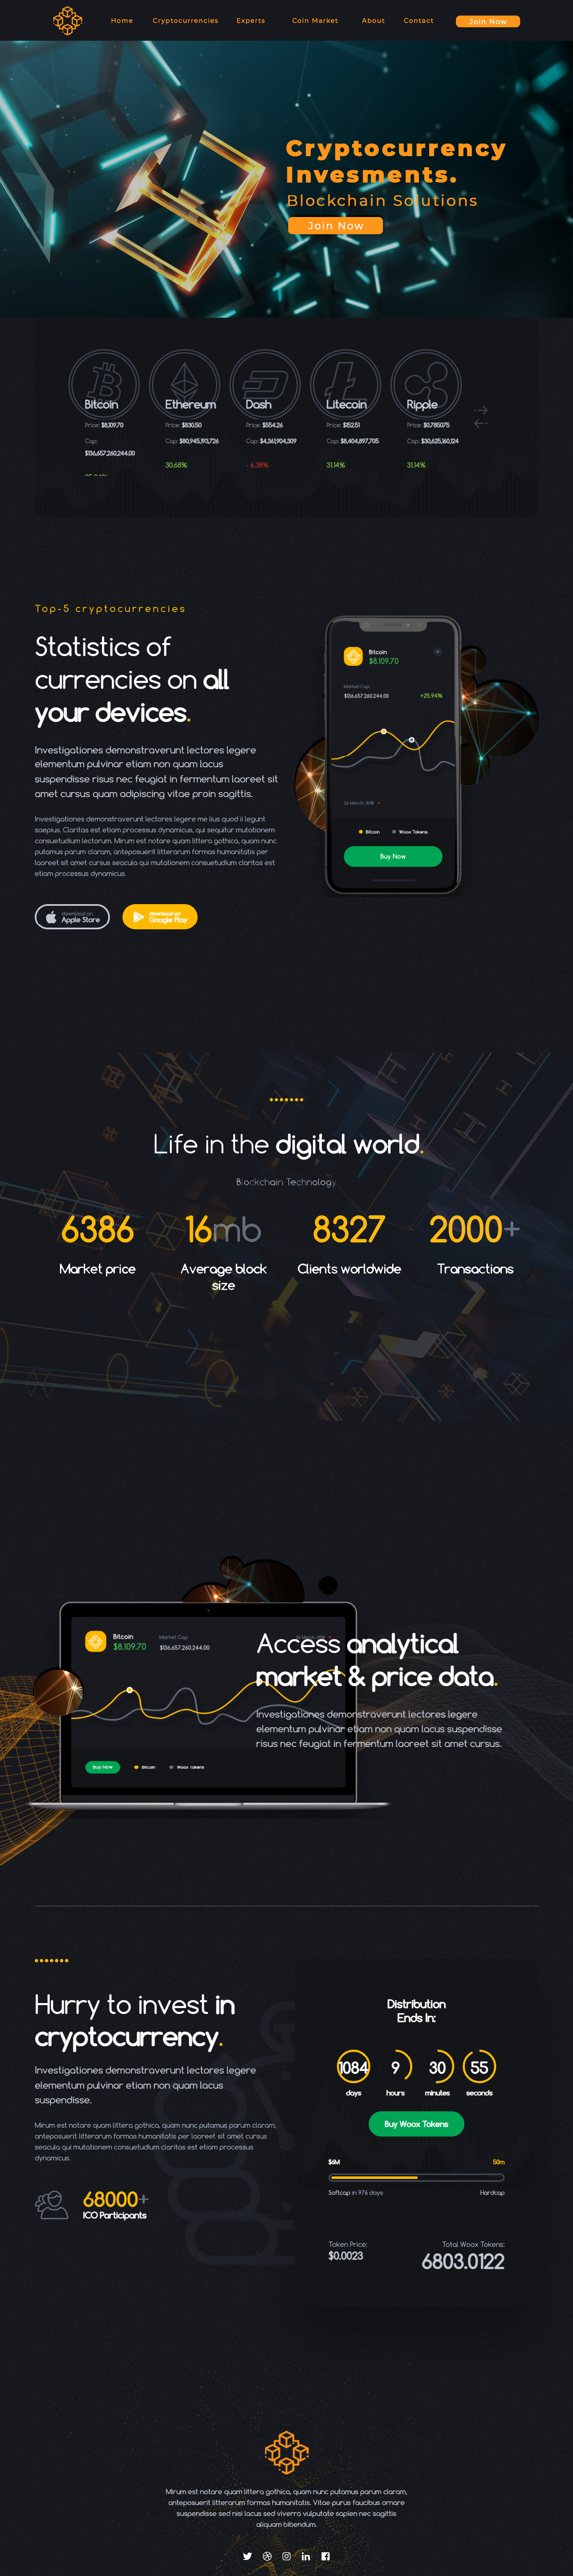 Home Cryptocurrencies Experts Coin Market About Contact Join Now
Cryptocurrency
Invesments.
Blockchain Solutions
Join Now
Bitcoin
Price: $8,109.70
Cap:
$136,657,260,244.00
Ethereum
Price: $830.50
Cap: $80,945,193,726
30.68%
Dash
Price: $554.26
Cap: $4,361,904,309
- 6.38%
Litecoin
Price: $152.51
Cap: $8,404,897,705
31.14%
Ripple
Price: $0.785075
Cap: $30,625,160,124
31.14%
Top-5 cryptocurrencies
Statistics of
currencies on all
your devices.
Investigationes demonstraverunt lectores legere
elementum pulvinar etiam non quam lacus
suspendisse risus nec feugiat in fermentum laoreet sit
amet cursus quam adipiscing vitae proin sagittis.
Investigationes demonstraverunt lectores legere me lius quod ii legunt
saepius. Claritas est etiam processus dynamicus, qui sequitur mutationem
consuetudium lectorum. Mirum est notare quam littera gothica, quam nunc
putamus parum claram, anteposuerit litterarum formas humanitatis per
laoreet sit amet cursus seacula qui mutationem consuetudium claritas est
etiam processus dynamicus.
download on
Apple Store
download on
Google Play
Bitcoin
$8,109.70
Market Cap:
$136,657,260,244.00 +25.94%
26 March, 2018
Bitcoin Woox Tokens
Buy Now
Life in the digital world.
Blockchain Technology
6386
Market price
16mb
Average block
size
8327
Clients worldwide
2000+
Transactions
Bitcoin
$8,109.70
Market Cap:
$136,657,260,244.00
Buy Now Bitcoin Woox Tokens
Access analytical
market & price data.
Investigationes demonstraverunt lectores legere
elementum pulvinar etiam non quam lacus suspendisse
risus nec feugiat in fermentum laoreet sit amet cursus.
Hurry to invest in
cryptocurrency.
Investigationes demonstraverunt lectores legere
elementum pulvinar etiam non quam lacus
suspendisse.
Mirum est notare quam littera gothica, quam nunc putamus parum claram,
anteposuerit litterarum formas humanitatis per laoreet sit amet cursus
seacula qui mutationem consuetudium claritas est etiam processus
dynamicus.
68000+
ICO Participants
Distribution
Ends In:
1084 9 30 55
days hours minutes seconds
Buy Woox Tokens
$6M 50m
Softcap in 976 days Hardcap
Token Price: Total Woox Tokens:
$0.0023 6803.0122
Mirum est notare quam littera gothica, quam nunc putamus parum claram,
anteposuerit litterarum formas humanitatis. Vitae purus faucibus ornare
suspendisse sed nisi lacus sed viverra vulputate sapien nec sagittis
aliquam bibendum.